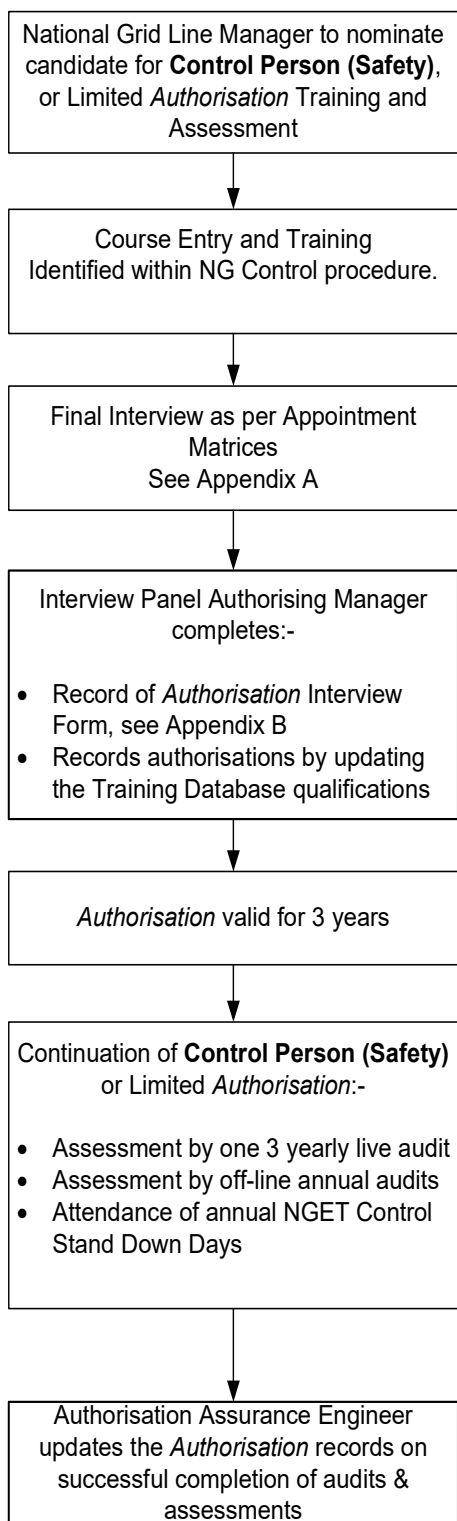 National Grid Line Manager to nominate
candidate for Control Person (Safety),
or Limited Authorisation Training and
Assessment
Course Entry and Training
Identified within NG Control procedure.
Final Interview as per Appointment
Matrices
See Appendix A
Interview Panel Authorising Manager
completes:-
• Record of Authorisation Interview
Form, see Appendix B
• Records authorisations by updating
the Training Database qualifications
Authorisation valid for 3 years
Continuation of Control Person (Safety)
or Limited Authorisation:-
• Assessment by one 3 yearly live audit
• Assessment by off-line annual audits
• Attendance of annual NGET Control
Stand Down Days
Authorisation Assurance Engineer
updates the Authorisation records on
successful completion of audits &
assessments